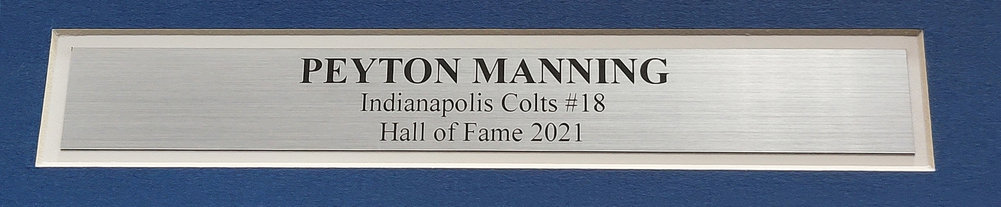 PEYTON MANNING
Indianapolis Colts #18
Hall of Fame 2021